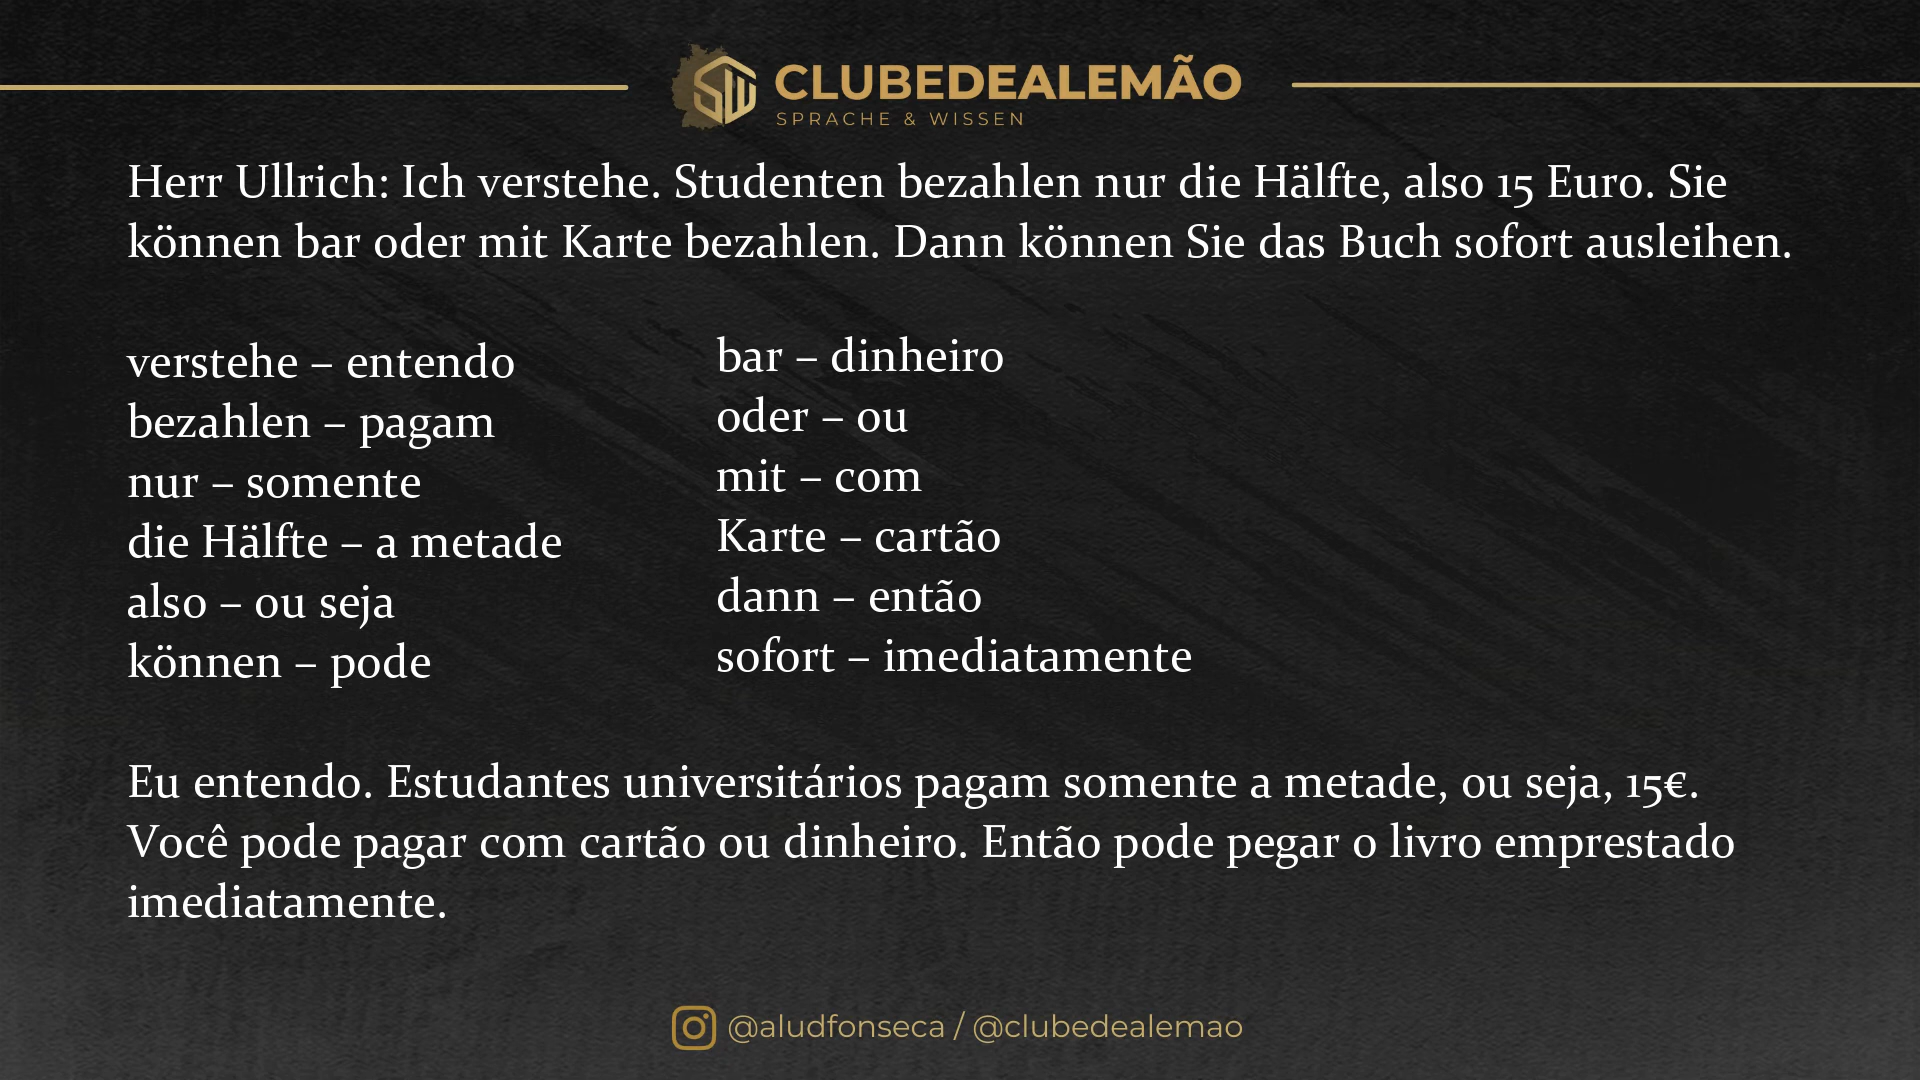 CLUBEDEALEMÃO
SPRACHE & WISSEN
Herr Ullrich: Ich verstehe. Studenten bezahlen nur die Hälfte, also 15 Euro. Sie
können bar oder mit Karte bezahlen. Dann können Sie das Buch sofort ausleihen.
verstehe – entendo
bezahlen – pagam
nur – somente
die Hälfte – a metade
also – ou seja
können – pode
bar – dinheiro
oder – ou
mit – com
Karte – cartão
dann – então
sofort – imediatamente
Eu entendo. Estudantes universitários pagam somente a metade, ou seja, 15€.
Você pode pagar com cartão ou dinheiro. Então pode pegar o livro emprestado
imediatamente.
@aludfonseca / @clubedealemao